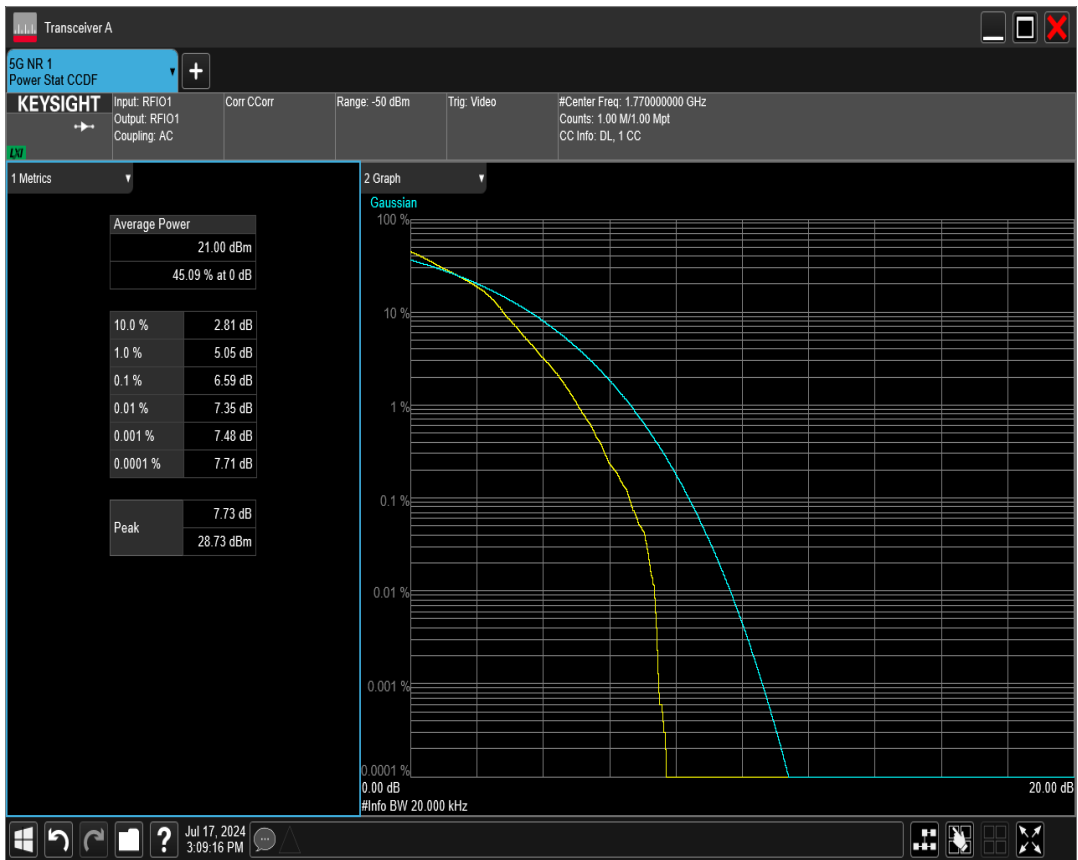 Transceiver A
5G NR 1
Power Stat CCDF
+
KEYSIGHT
LXI
Input: RFIO1
Output: RFIO1
Coupling: AC
Corr CCorr
Range: -50 dBm
Trig: Video
#Center Freq: 1.770000000 GHz
Counts: 1.00 M/1.00 Mpt
CC Info: DL, 1 CC
1 Metrics
Average Power
21.00 dBm
45.09 % at 0 dB
10.0 % 2.81 dB
1.0 % 5.05 dB
0.1 % 6.59 dB
0.01 % 7.35 dB
0.001 % 7.48 dB
0.0001 % 7.71 dB
Peak 7.73 dB
28.73 dBm
2 Graph
Gaussian
100 %
10 %
1 %
0.1 %
0.01 %
0.001 %
0.0001 %
0.00 dB 20.00 dB
#Info BW 20.000 kHz
?
Jul 17, 2024
3:09:16 PM